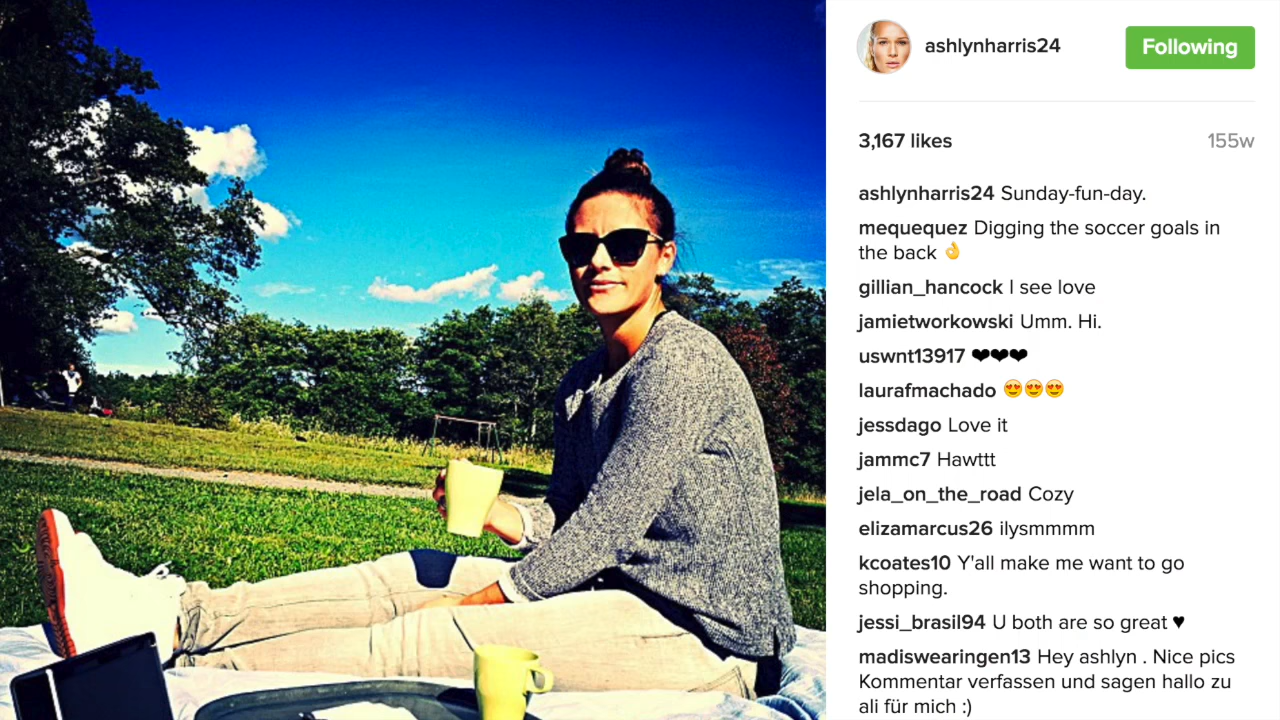 ashlynharris24
Following
3,167 likes
155w
ashlynharris24 Sunday-fun-day.
mequequez Digging the soccer goals in
the back 👌
gillian_hancock I see love
jamietworkowski Umm. Hi.
uswnt13917 ❤❤❤
laurafmachado 😍😍😍
jessdago Love it
jammc7 Hawttt
jela_on_the_road Cozy
elizamarcus26 ilysmmmm
kcoates10 Y'all make me want to go
shopping.
jessi_brasil94 U both are so great ♥
madiswearingen13 Hey ashlyn . Nice pics
Kommentar verfassen und sagen hallo zu
ali für mich :)